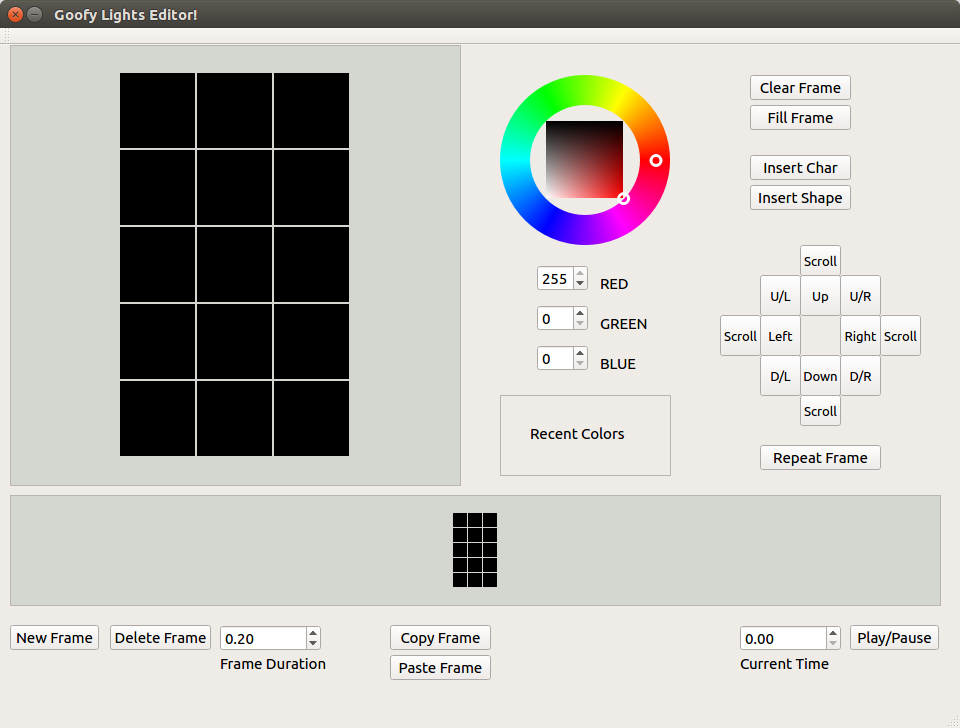 Goofy Lights Editor!
Clear Frame
Fill Frame
Insert Char
Insert Shape
255
RED
0
GREEN
0
BLUE
Recent Colors
Scroll
U/L Up U/R
Scroll Left Right Scroll
D/L Down D/R
Scroll
Repeat Frame
New Frame Delete Frame 0.20 Copy Frame 0.00 Play/Pause
Frame Duration Paste Frame Current Time